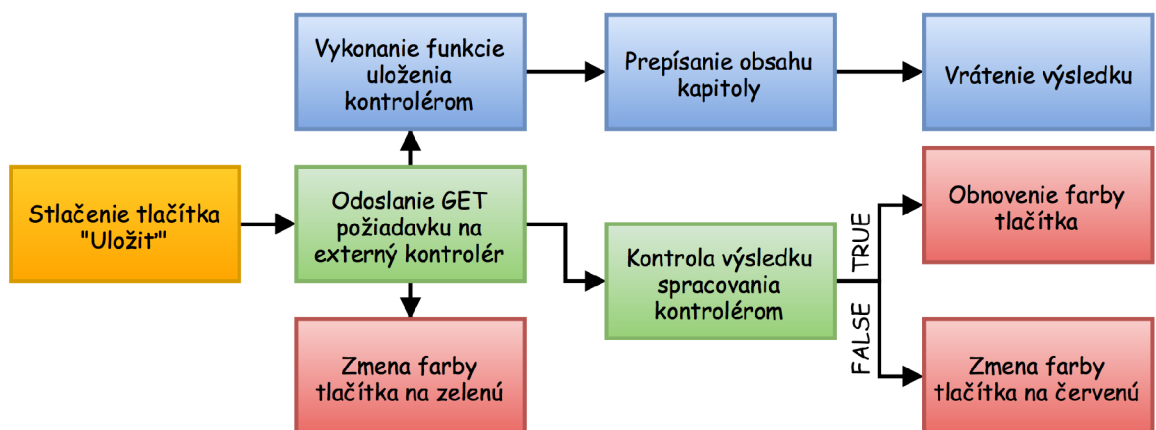 Vykonanie funkcie
uloženia
kontrolérom
Prepísanie obsahu
kapitoly
Vrátenie výsledku
Stlačenie tlačítka
"Uložiť"
Odoslanie GET
požiadavku na
externý kontrolér
Kontrola výsledku
spracovania
kontrolérom
TRUE
FALSE
Obnovenie farby
tlačítka
Zmena farby
tlačítka na zelenú
Zmena farby
tlačítka na červenú